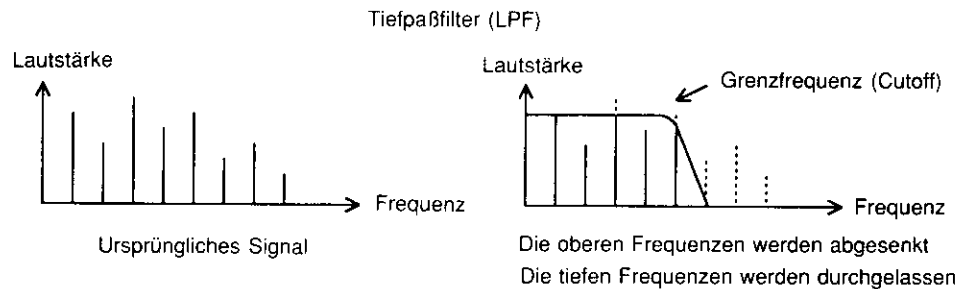 Tiefpaßfilter (LPF)
Lautstärke
Frequenz
Ursprüngliches Signal
Lautstärke
Grenzfrequenz (Cutoff)
Frequenz
Die oberen Frequenzen werden abgesenkt
Die tiefen Frequenzen werden durchgelassen